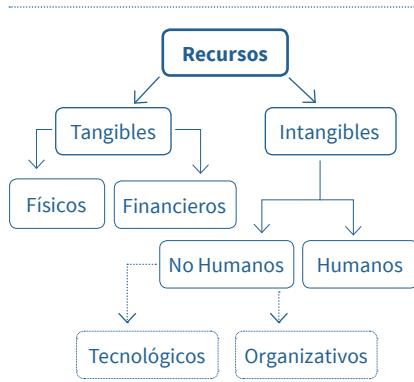 Recursos
Tangibles
Intangibles
Físicos
Financieros
No Humanos
Humanos
Tecnológicos
Organizativos